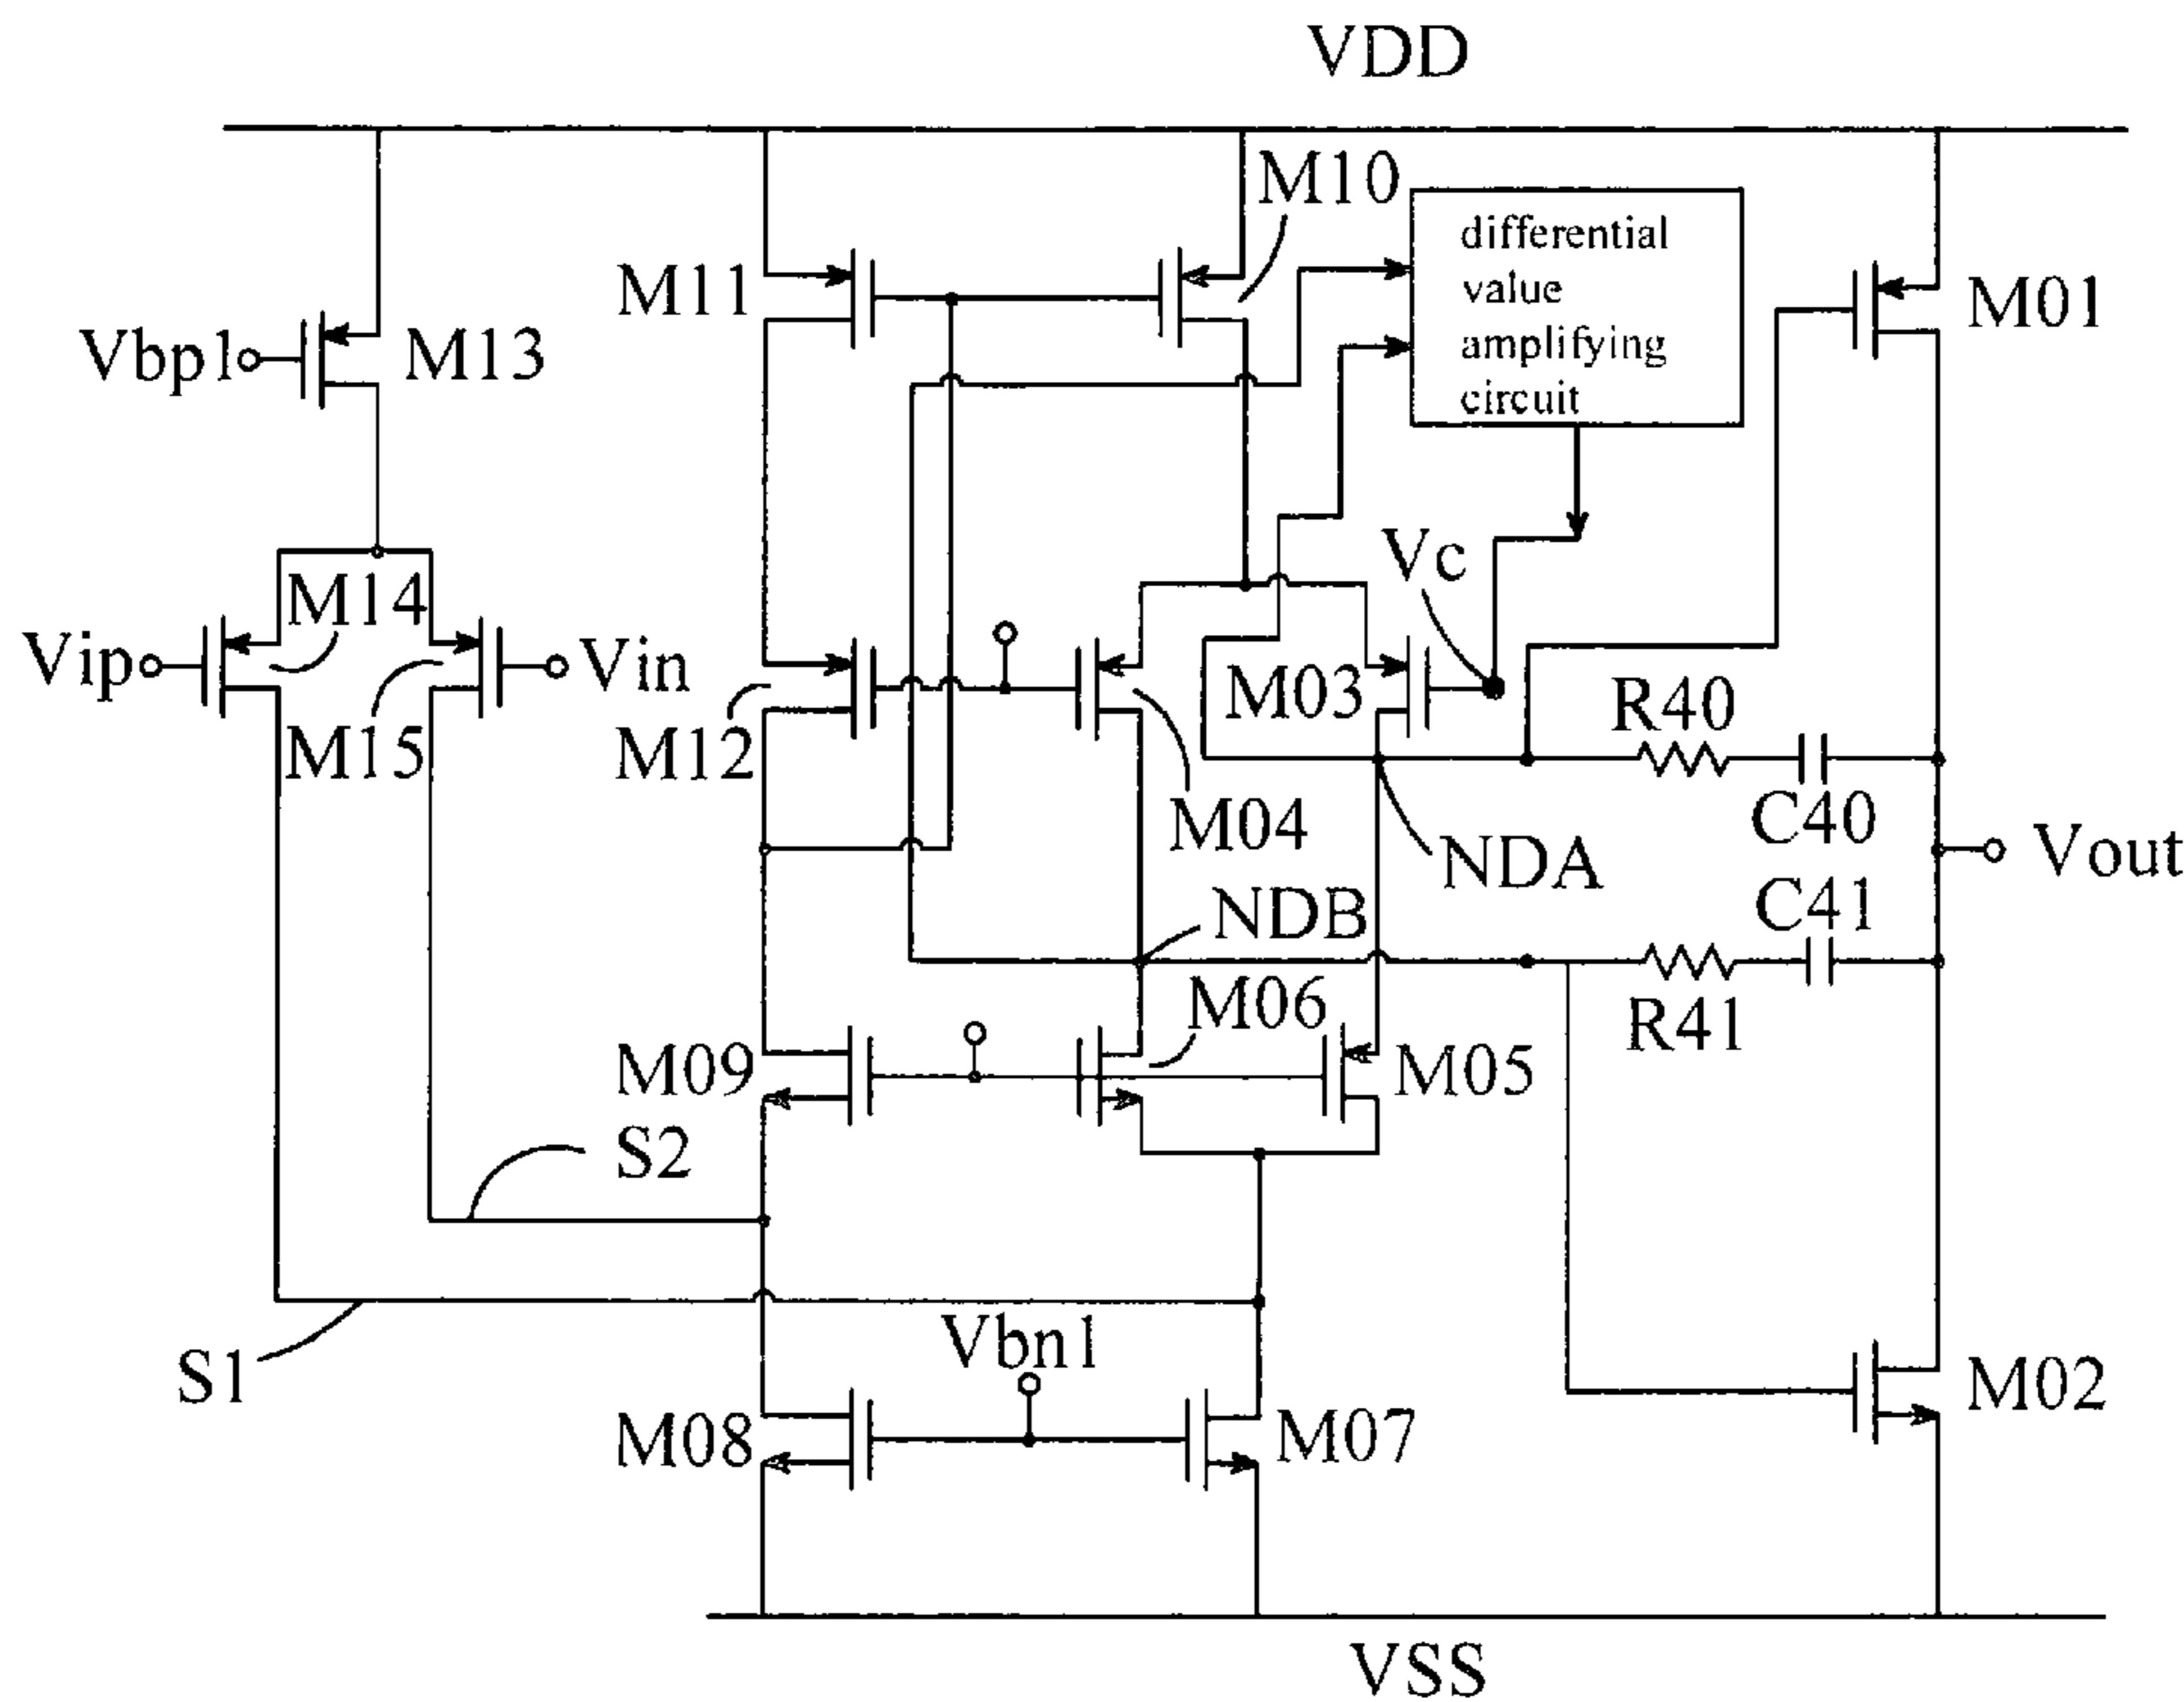 VDD
M10
differential
value
amplifying
circuit
M11
M01
Vbp1
M13
Vc
M14
Vip
Vin
M03
R40
M15
M12
M04
C40
NDA
Vout
C41
NDB
M06
R41
M09
M05
S2
Vbn1
S1
M02
M08
M07
VSS